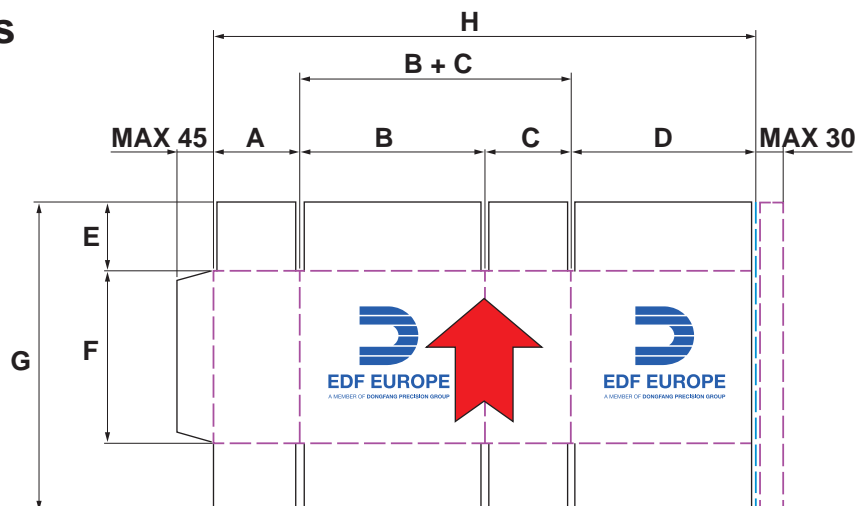 s
H
B + C
MAX 45 A B C D MAX 30
E
G F
EDF EUROPE EDF EUROPE
A MEMBER OF DONGFANG PRECISION GROUP A MEMBER OF DONGFANG PRECISION GROUP